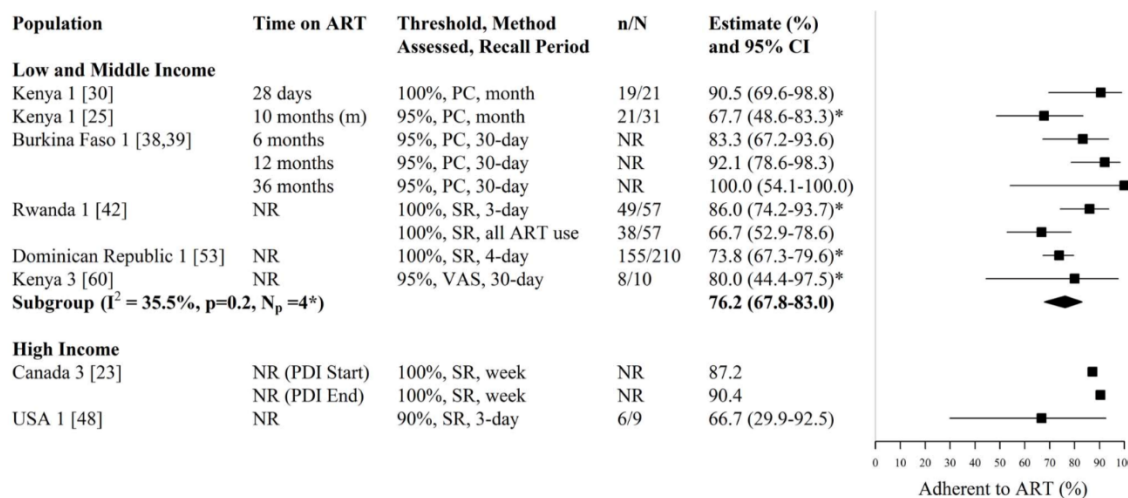 Population Time on ART Threshold, Method n/N Estimate (%)
Assessed, Recall Period and 95% CI
Low and Middle Income
Kenya 1 [30] 28 days 100%, PC, month 19/21 90.5 (69.6-98.8)
Kenya 1 [25] 10 months (m) 95%, PC, month 21/31 67.7 (48.6-83.3)*
Burkina Faso 1 [38,39] 6 months 95%, PC, 30-day NR 83.3 (67.2-93.6)
12 months 95%, PC, 30-day NR 92.1 (78.6-98.3)
36 months 95%, PC, 30-day NR 100.0 (54.1-100.0)
Rwanda 1 [42] NR 100%, SR, 3-day 49/57 86.0 (74.2-93.7)*
100%, SR, all ART use 38/57 66.7 (52.9-78.6)
Dominican Republic 1 [53] NR 100%, SR, 4-day 155/210 73.8 (67.3-79.6)*
Kenya 3 [60] NR 95%, VAS, 30-day 8/10 80.0 (44.4-97.5)*
Subgroup (I² = 35.5%, p=0.2, Nₚ =4*) 76.2 (67.8-83.0)
High Income
Canada 3 [23] NR (PDI Start) 100%, SR, week NR 87.2
NR (PDI End) 100%, SR, week NR 90.4
USA 1 [48] NR 90%, SR, 3-day 6/9 66.7 (29.9-92.5)
0 10 20 30 40 50 60 70 80 90 10
Adherent to ART (%)